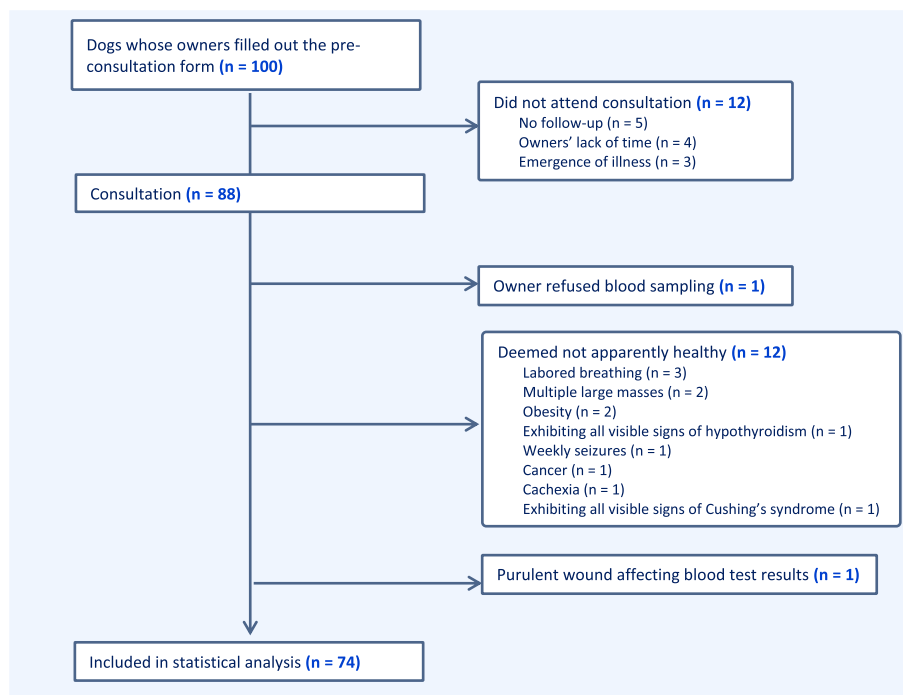 Dogs whose owners filled out the pre-
consultation form (n = 100)
Did not attend consultation (n = 12)
No follow-up (n = 5)
Owners’ lack of time (n = 4)
Emergence of illness (n = 3)
Consultation (n = 88)
Owner refused blood sampling (n = 1)
Deemed not apparently healthy (n = 12)
Labored breathing (n = 3)
Multiple large masses (n = 2)
Obesity (n = 2)
Exhibiting all visible signs of hypothyroidism (n = 1)
Weekly seizures (n = 1)
Cancer (n = 1)
Cachexia (n = 1)
Exhibiting all visible signs of Cushing’s syndrome (n = 1)
Purulent wound affecting blood test results (n = 1)
Included in statistical analysis (n = 74)